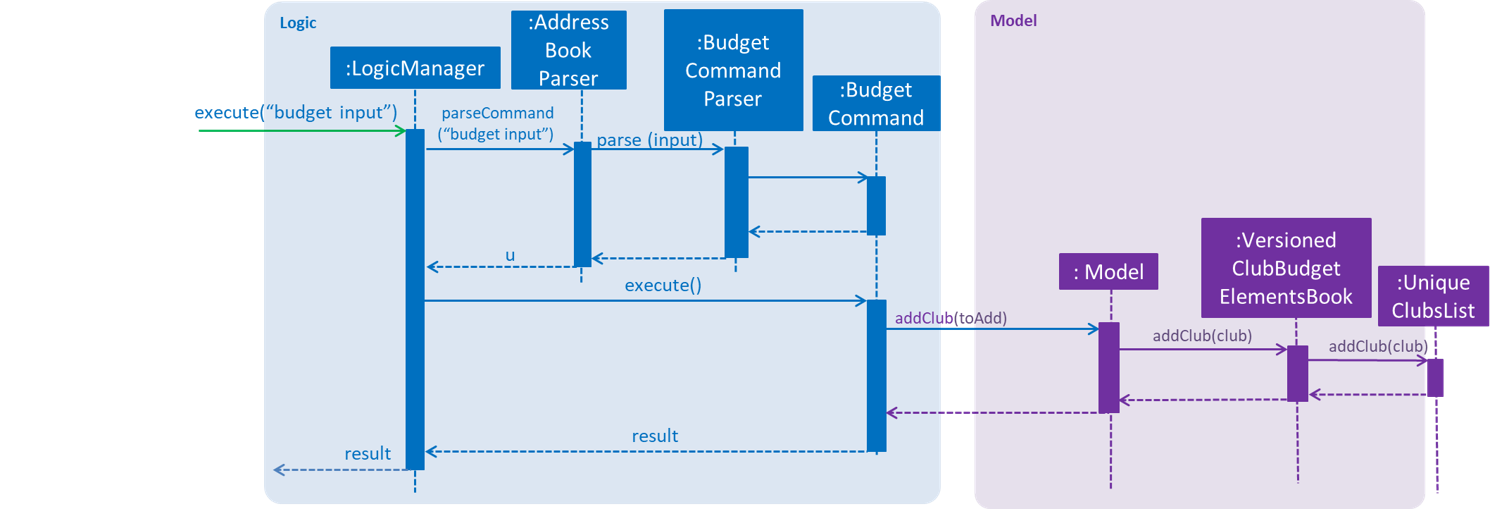 Logic
Model
:Address
Book
Parser
:Budget
Command
Parser
:LogicManager
:Budget
Command
execute(“budget input”)
parseCommand
(“budget input”)
parse (input)
:Versioned
ClubBudget
ElementsBook
: Model
:Unique
ClubsList
u
execute()
addClub(toAdd)
addClub(club)
addClub(club)
result
result